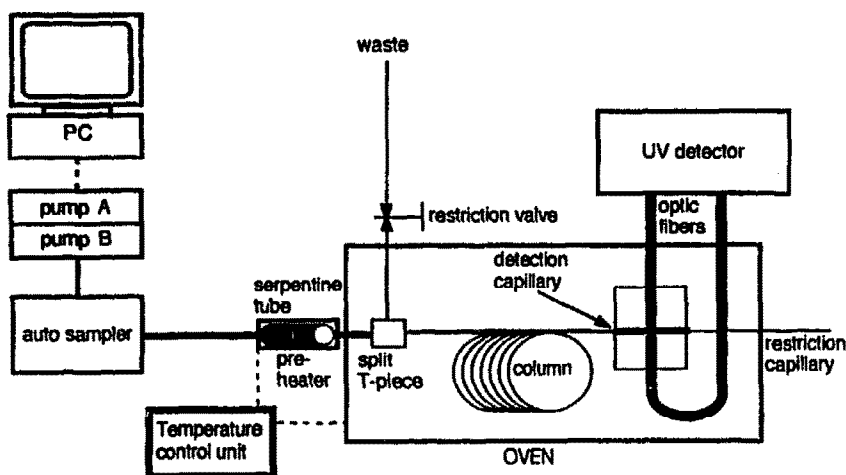 waste
PC
UV detector
pump A
pump B
restriction valve
optic
fibers
detection
capillary
serpentine
tube
auto sampler
pre-
heater
split
T-piece
column
restriction
capillary
Temperature
control unit
OVEN